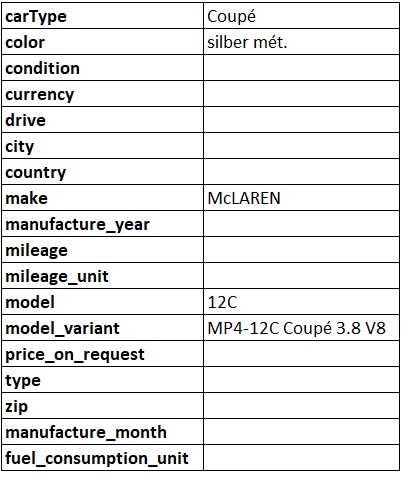 carType Coupé
color silber mét.
condition
currency
drive
city
country
make McLAREN
manufacture_year
mileage
mileage_unit
model 12C
model_variant MP4-12C Coupé 3.8 V8
price_on_request
type
zip
manufacture_month
fuel_consumption_unit